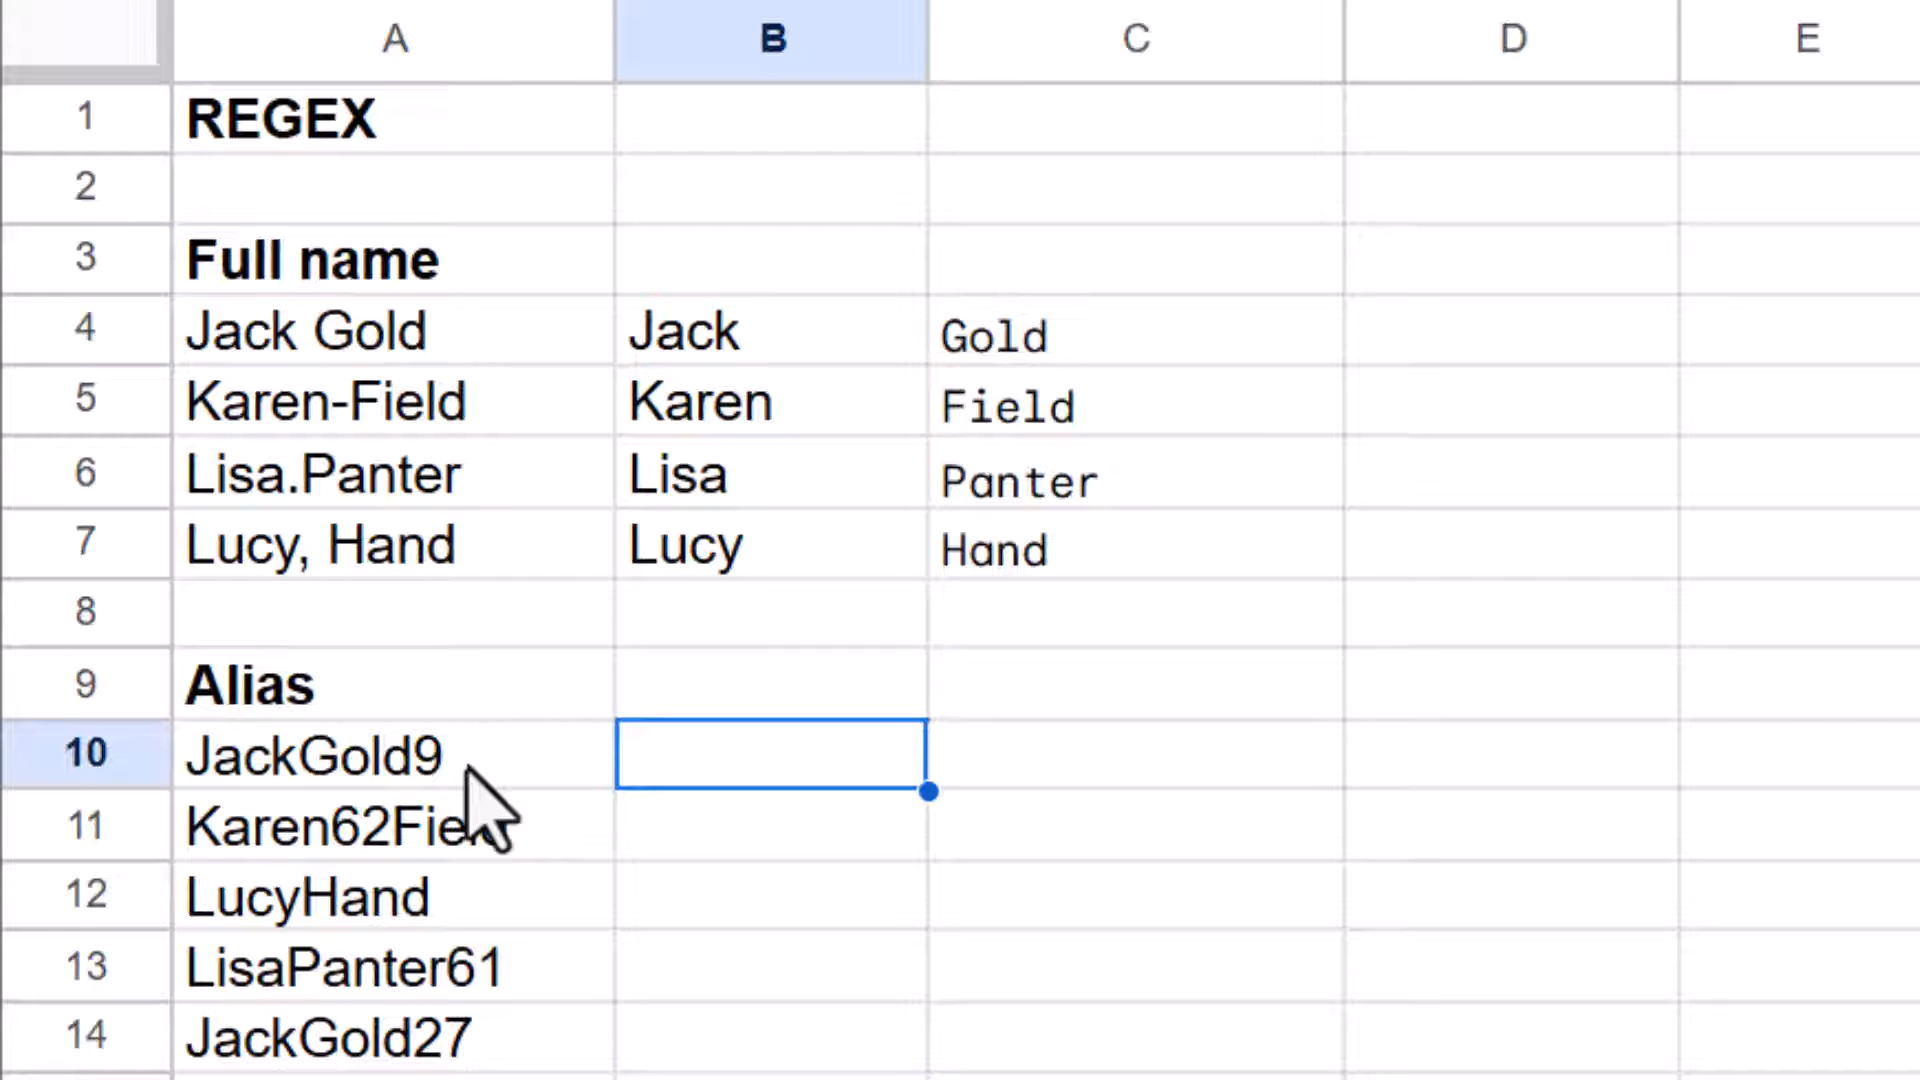 A B C D E
1 REGEX
2
3 Full name
4 Jack Gold Jack Gold
5 Karen-Field Karen Field
6 Lisa.Panter Lisa Panter
7 Lucy, Hand Lucy Hand
8
9 Alias
10 JackGold9
11 Karen62Field
12 LucyHand
13 LisaPanter61
14 JackGold27